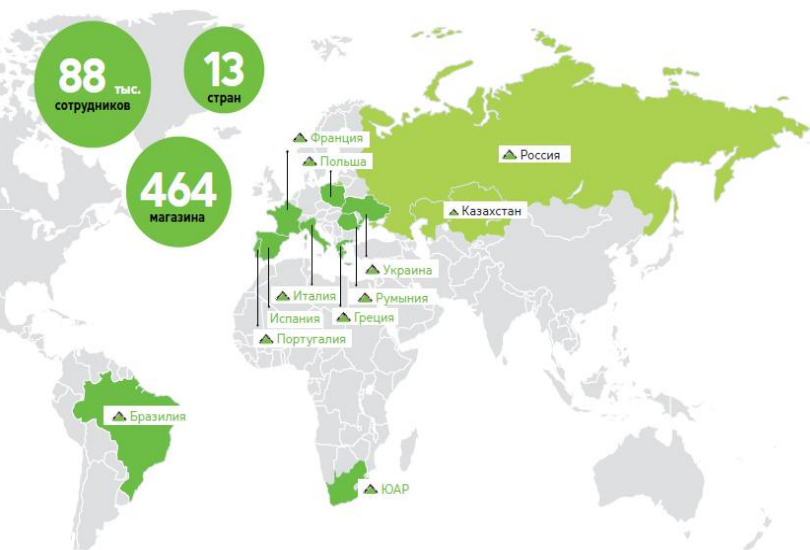 88 тыс.
сотрудников
13
стран
464
магазина
Франция
Польша
Россия
Казахстан
Украина
Италия
Румыния
Испания
Греция
Португалия
Бразилия
ЮАР